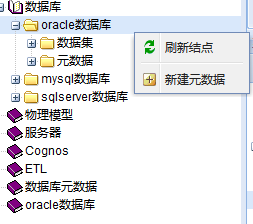 数据库
oracle数据库
数据集
元数据
mysql数据库
sqlserver数据库
物理模型
服务器
Cognos
ETL
数据库元数据
oracle数据库
刷新结点
新建元数据